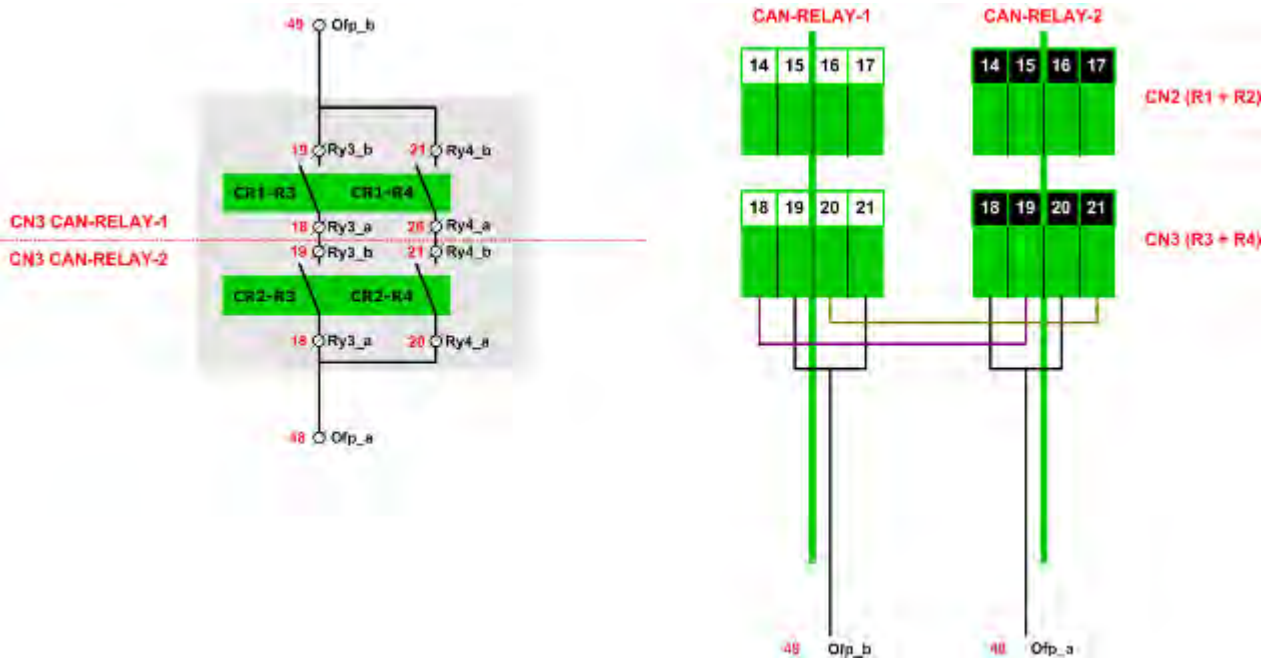 49 Ofp_b
19 Ry3_b 21 Ry4_b
CR1-R3 CR1-R4
18 Ry3_a 20 Ry4_a
CN3 CAN-RELAY-1
CN3 CAN-RELAY-2
19 Ry3_b 21 Ry4_b
CR2-R3 CR2-R4
18 Ry3_a 20 Ry4_a
48 Ofp_a
CAN-RELAY-1 CAN-RELAY-2
14 15 16 17 14 15 16 17
CN2 (R1 + R2)
18 19 20 21 18 19 20 21
CN3 (R3 + R4)
49 Ofp_b 48 Ofp_a